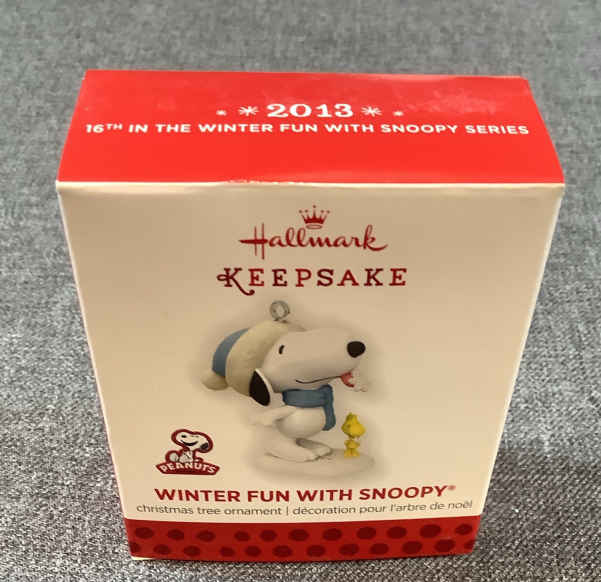 2013
16TH IN THE WINTER FUN WITH SNOOPY SERIES
Hallmark
KEEPSAKE
PEANUTS
WINTER FUN WITH SNOOPY®
christmas tree ornament | décoration pour l'arbre de noël